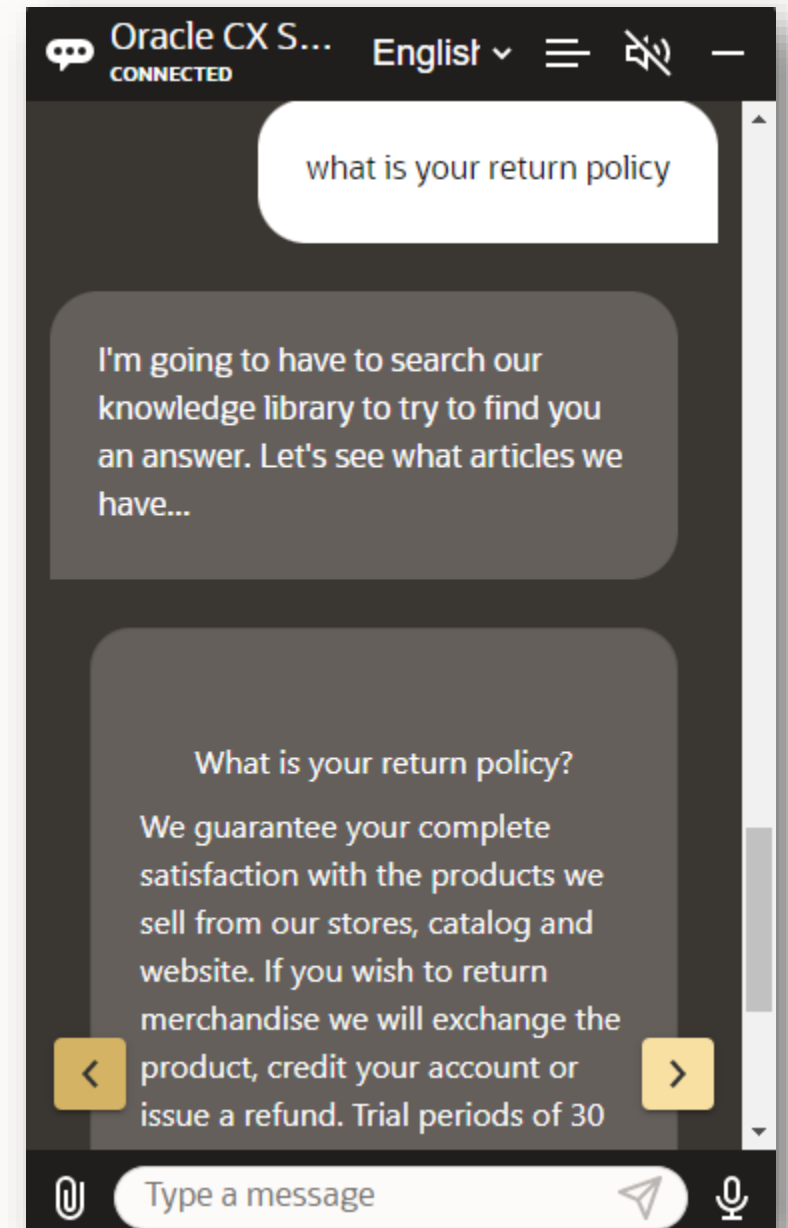 Oracle CX S...
CONNECTED
English
what is your return policy
I'm going to have to search our
knowledge library to try to find you
an answer. Let's see what articles we
have...
What is your return policy?
We guarantee your complete
satisfaction with the products we
sell from our stores, catalog and
website. If you wish to return
merchandise we will exchange the
product, credit your account or
issue a refund. Trial periods of 30
Type a message